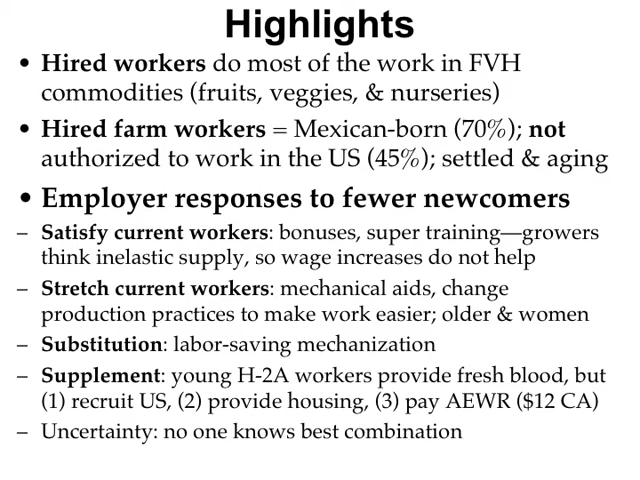 Highlights
• Hired workers do most of the work in FVH
commodities (fruits, veggies, & nurseries)
• Hired farm workers = Mexican-born (70%); not
authorized to work in the US (45%); settled & aging
• Employer responses to fewer newcomers
– Satisfy current workers: bonuses, super training—growers
think inelastic supply, so wage increases do not help
– Stretch current workers: mechanical aids, change
production practices to make work easier; older & women
– Substitution: labor-saving mechanization
– Supplement: young H-2A workers provide fresh blood, but
(1) recruit US, (2) provide housing, (3) pay AEWR ($12 CA)
– Uncertainty: no one knows best combination